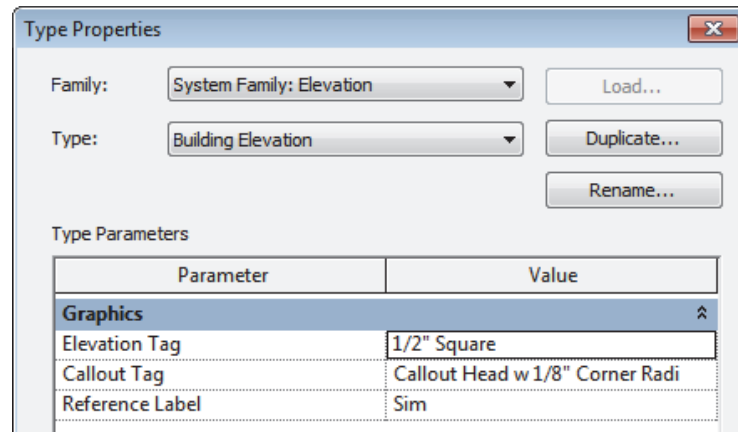 Type Properties
Family: System Family: Elevation Load...
Type: Building Elevation Duplicate...
Rename...
Type Parameters
Parameter Value
Graphics
Elevation Tag 1/2" Square
Callout Tag Callout Head w 1/8" Corner Radi
Reference Label Sim